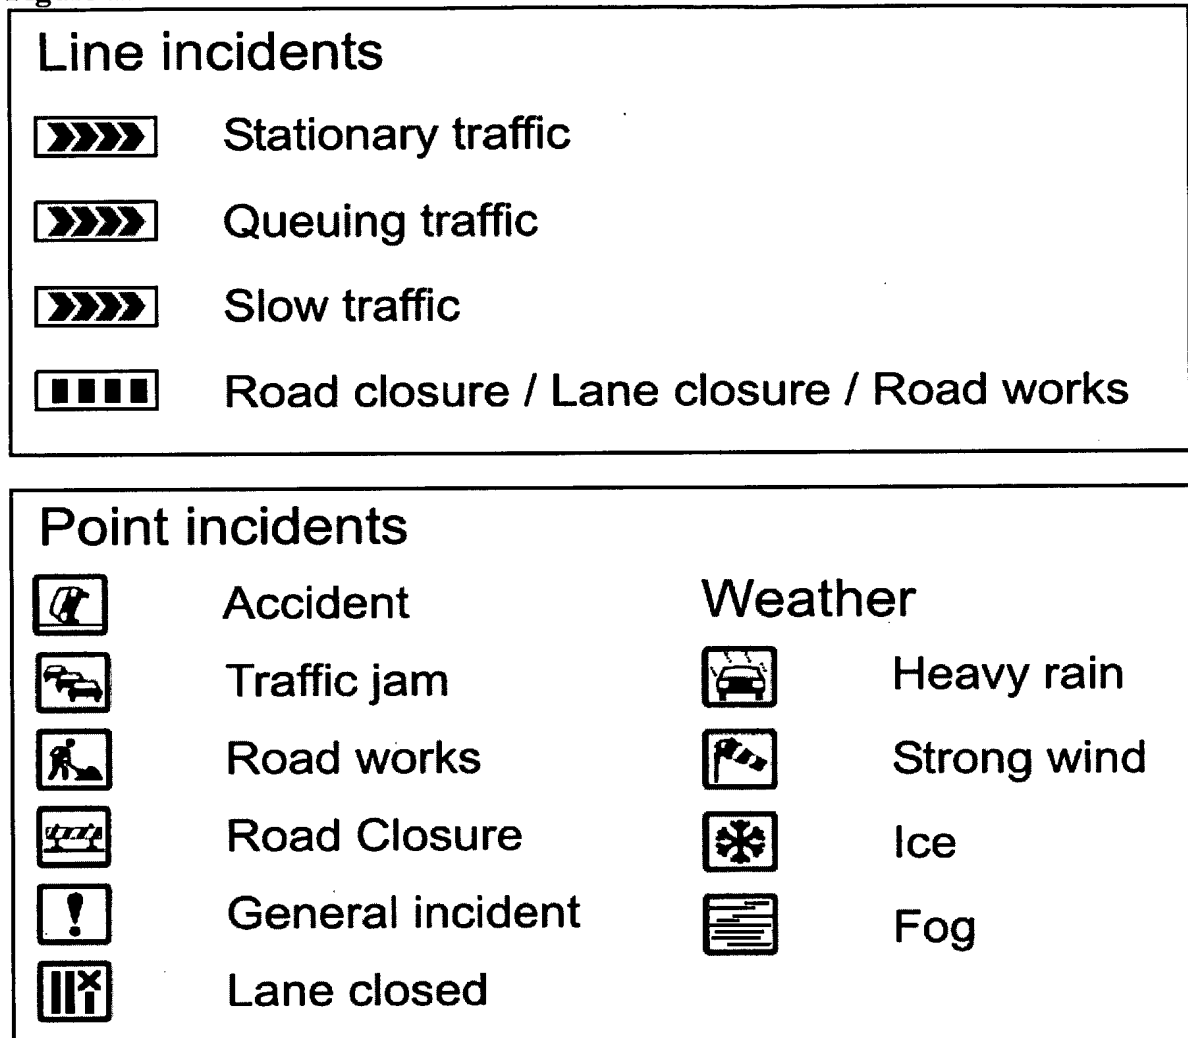 Line incidents
Stationary traffic
Queuing traffic
Slow traffic
Road closure / Lane closure / Road works
Point incidents
Accident
Traffic jam
Road works
Road Closure
General incident
Lane closed
Weather
Heavy rain
Strong wind
Ice
Fog